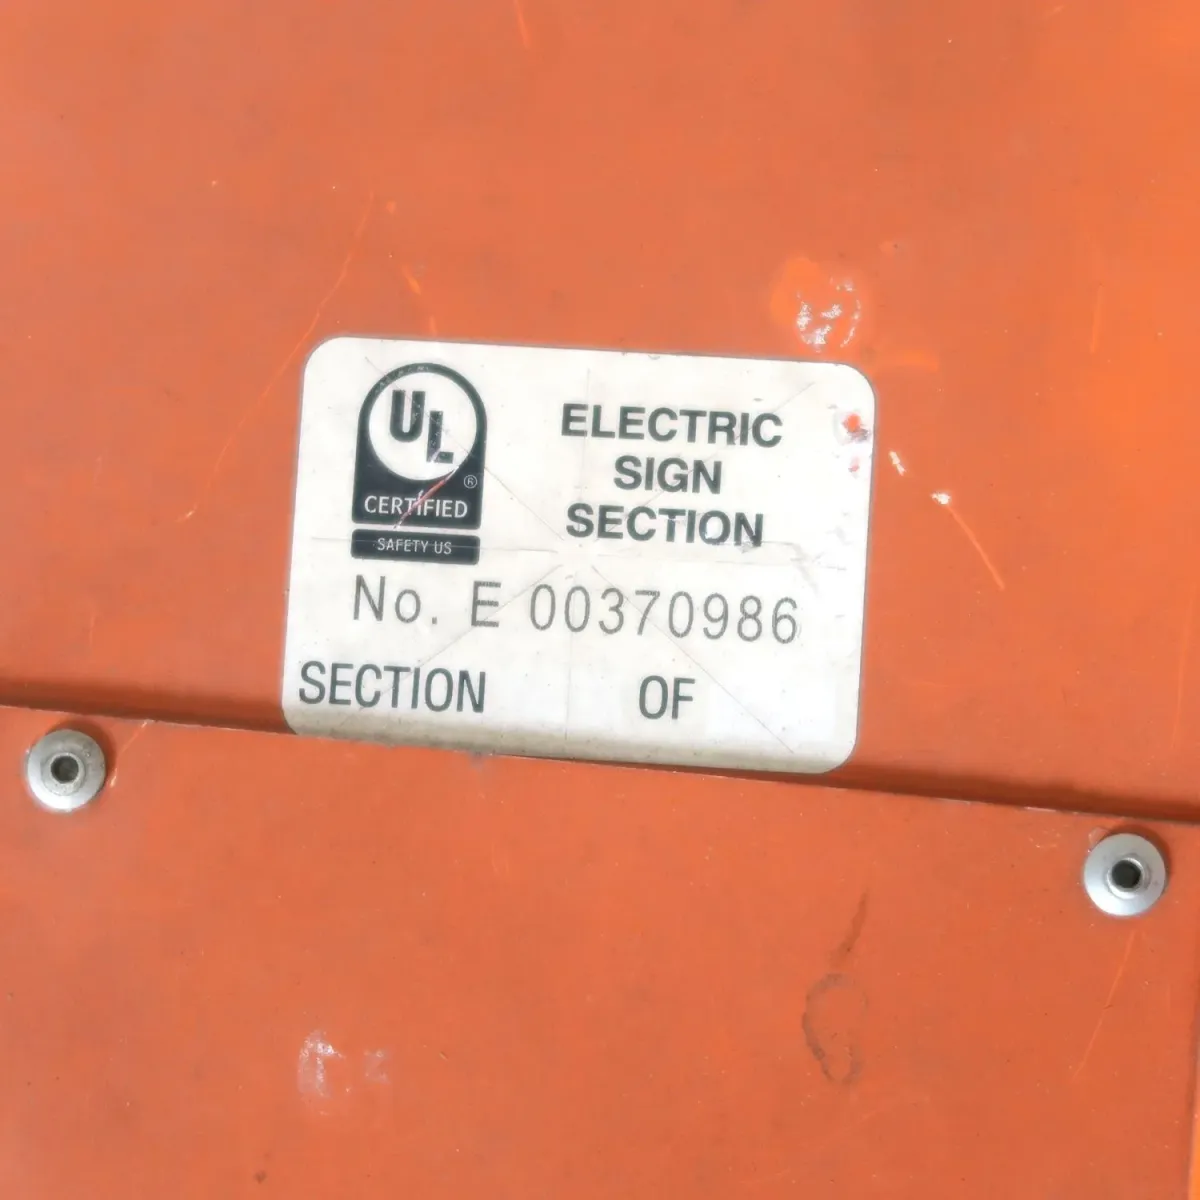 UL
®
CERTIFIED
SAFETY US
ELECTRIC
SIGN
SECTION
No. E 00370986
SECTION OF